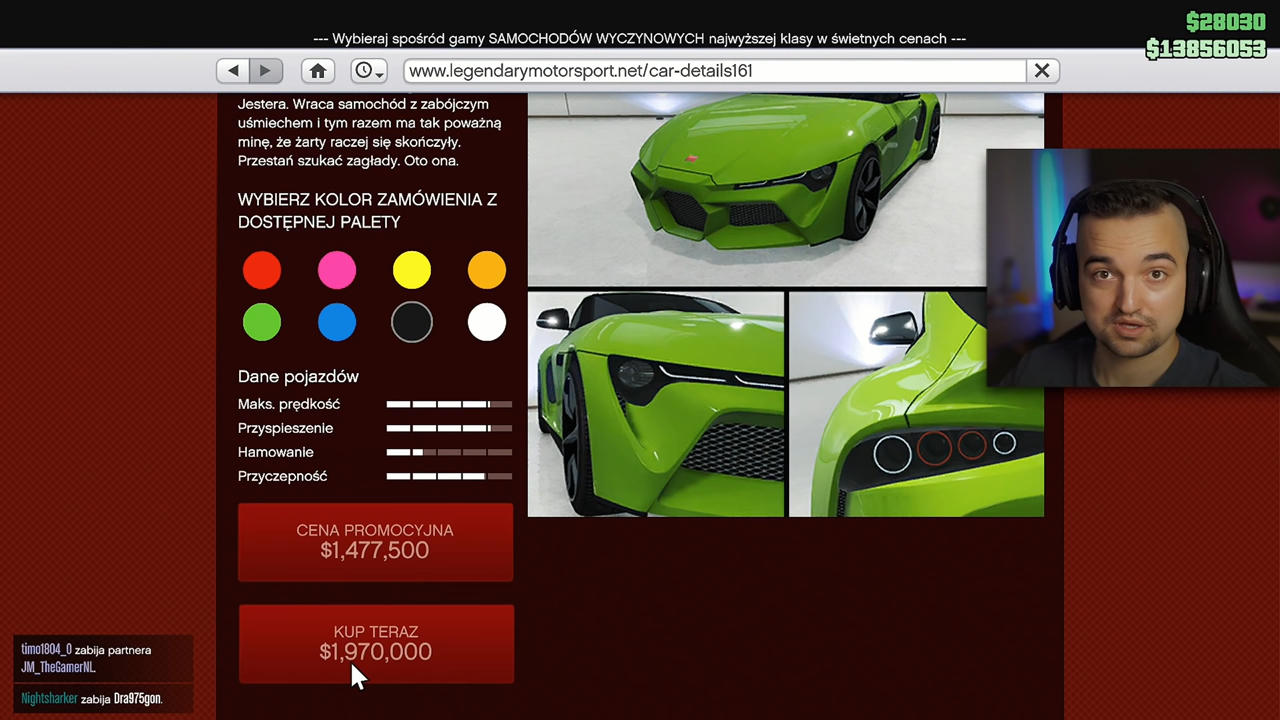 $28030
--- Wybieraj spośród gamy SAMOCHODÓW WYCZYNOWYCH najwyższej klasy w świetnych cenach ---
$13856053
www.legendarymotorsport.net/car-details161
Jestera. Wraca samochód z zabójczym
uśmiechem i tym razem ma tak poważną
minę, że żarty raczej się skończyły.
Przestań szukać zagłady. Oto ona.
WYBIERZ KOLOR ZAMÓWIENIA Z
DOSTĘPNEJ PALETY
Dane pojazdów
Maks. prędkość
Przyspieszenie
Hamowanie
Przyczepność
CENA PROMOCYJNA
$1,477,500
KUP TERAZ
$1,970,000
timo1804_0 zabija partnera
JM_TheGamerNL.
Nightsharker zabija Dra975gon.